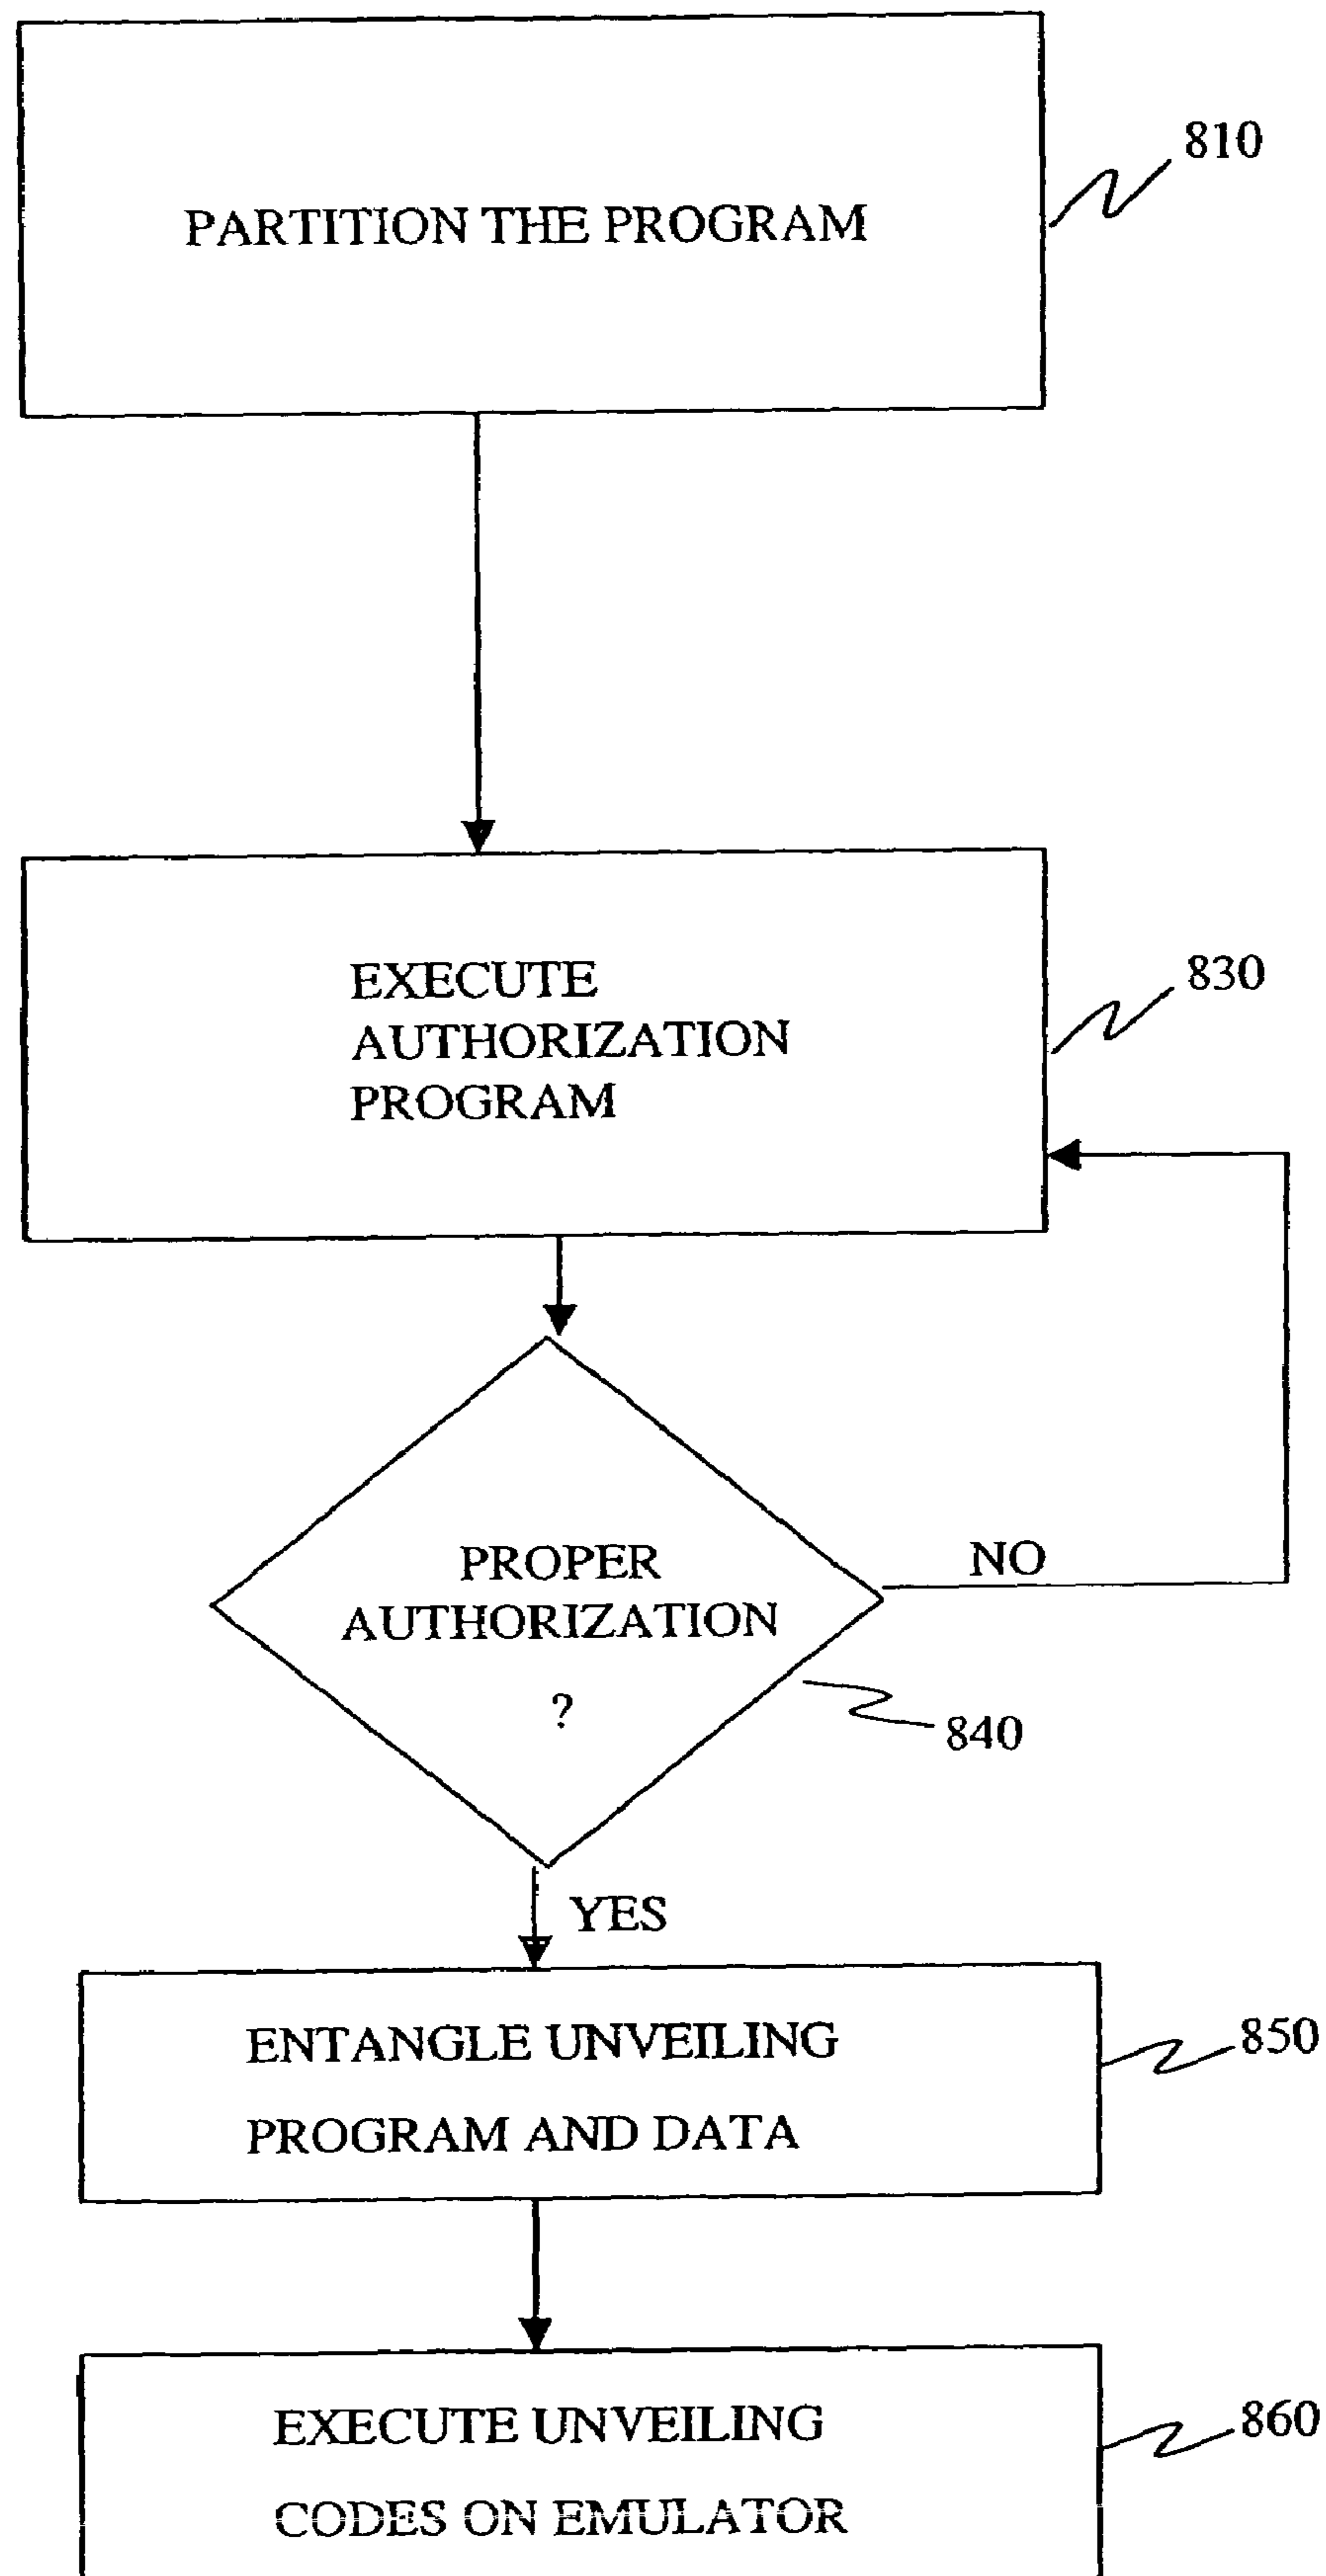 810
PARTITION THE PROGRAM
830
EXECUTE
AUTHORIZATION
PROGRAM
NO
PROPER
AUTHORIZATION
?
840
YES
850
ENTANGLE UNVEILING
PROGRAM AND DATA
860
EXECUTE UNVEILING
CODES ON EMULATOR